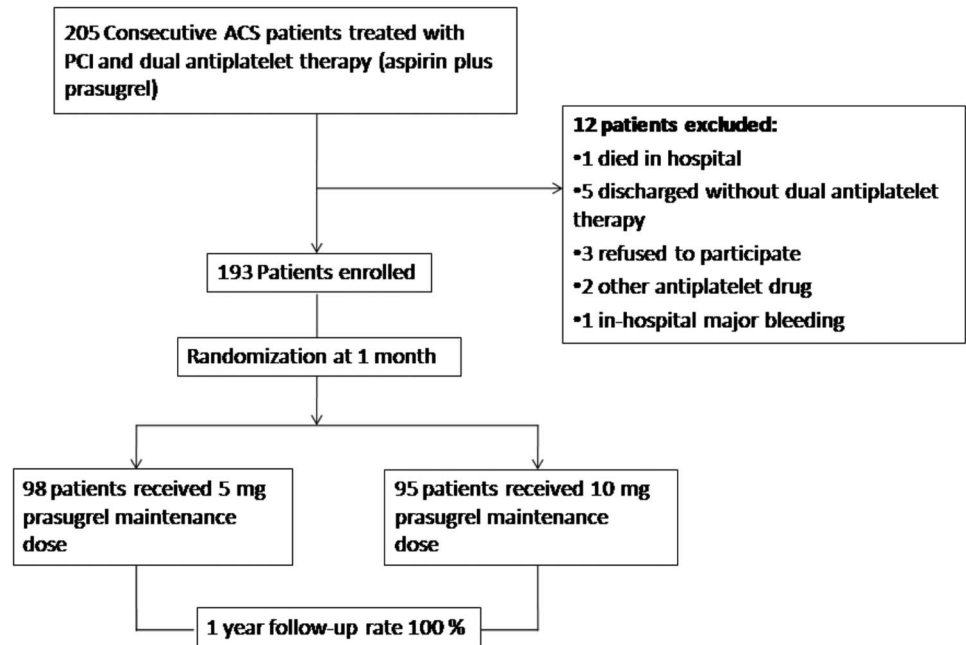 205 Consecutive ACS patients treated with
PCI and dual antiplatelet therapy (aspirin plus
prasugrel)
12 patients excluded:
•1 died in hospital
•5 discharged without dual antiplatelet
therapy
•3 refused to participate
•2 other antiplatelet drug
•1 in-hospital major bleeding
193 Patients enrolled
Randomization at 1 month
98 patients received 5 mg
prasugrel maintenance
dose
95 patients received 10 mg
prasugrel maintenance
dose
1 year follow-up rate 100 %